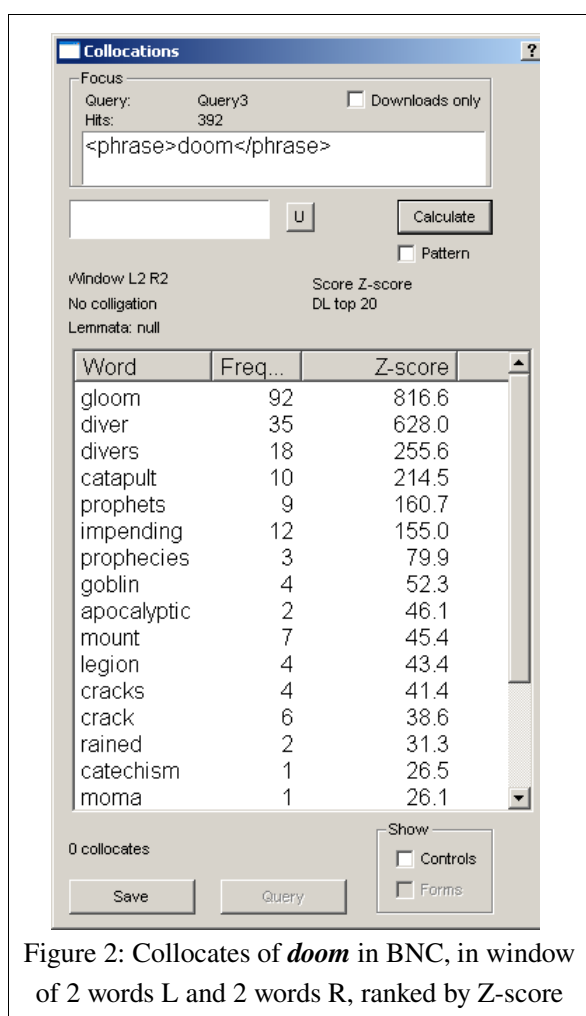 Collocations ?
Focus
Query: Query3 Downloads only
Hits: 392
<phrase>doom</phrase>
U Calculate
Pattern
Window L2 R2 Score Z-score
No colligation DL top 20
Lemmata: null
Word Freq... Z-score
gloom 92 816.6
diver 35 628.0
divers 18 255.6
catapult 10 214.5
prophets 9 160.7
impending 12 155.0
prophecies 3 79.9
goblin 4 52.3
apocalyptic 2 46.1
mount 7 45.4
legion 4 43.4
cracks 4 41.4
crack 6 38.6
rained 2 31.3
catechism 1 26.5
moma 1 26.1
Show
0 collocates Controls
Save Query Forms
Figure 2: Collocates of doom in BNC, in window
of 2 words L and 2 words R, ranked by Z-score